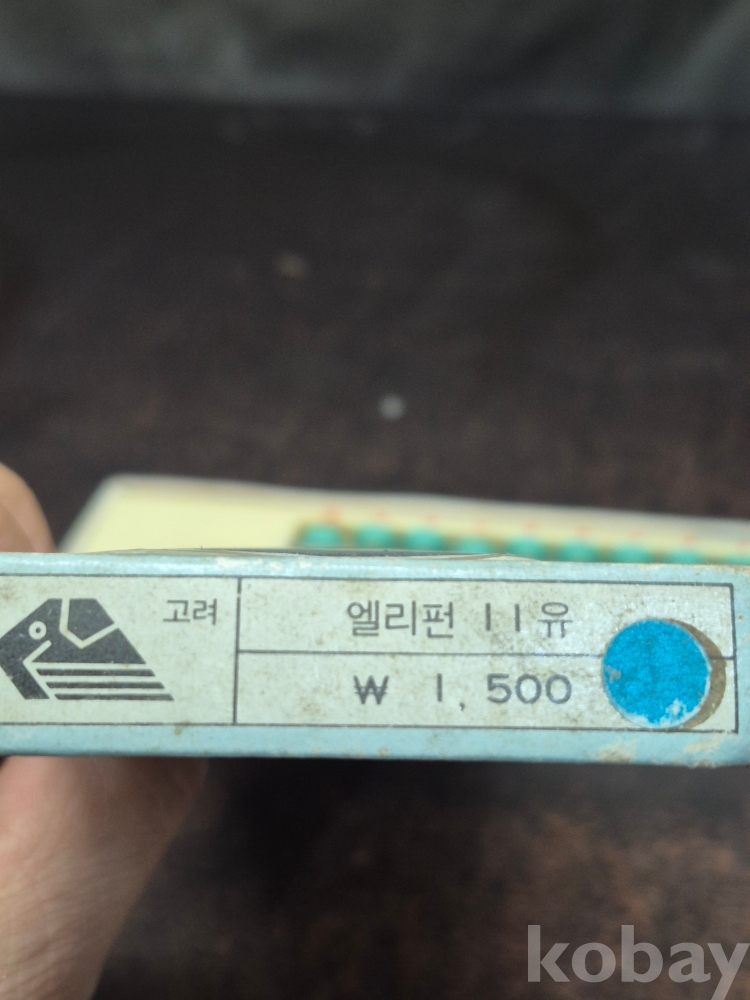 고려
엘리펀 11유
₩ 1,500
kobay